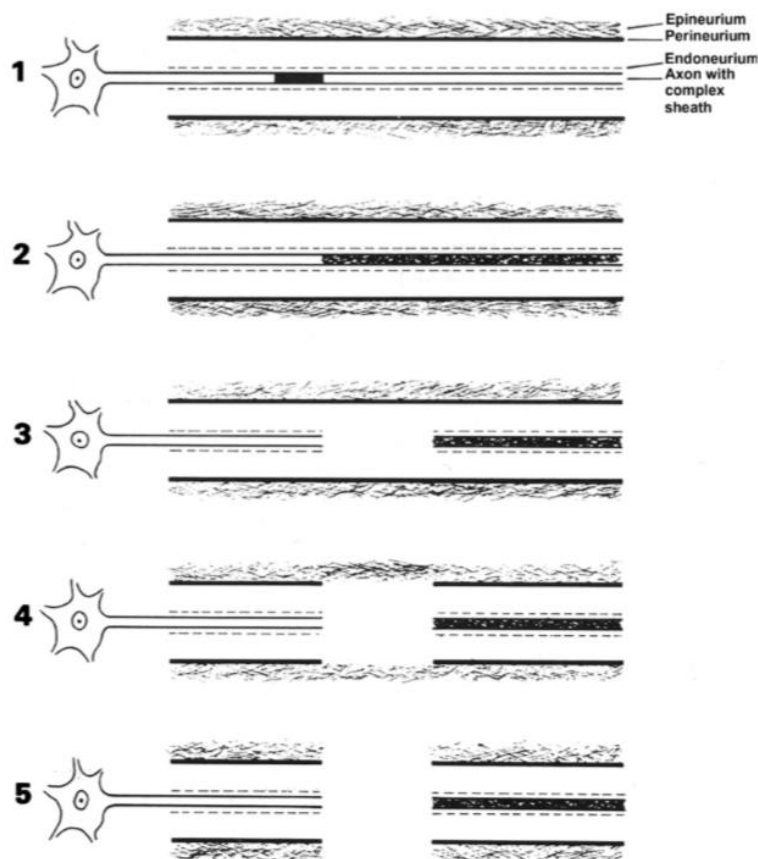 Epineurium
Perineurium
Endoneurium
Axon with
complex
sheath
1
2
3
4
5